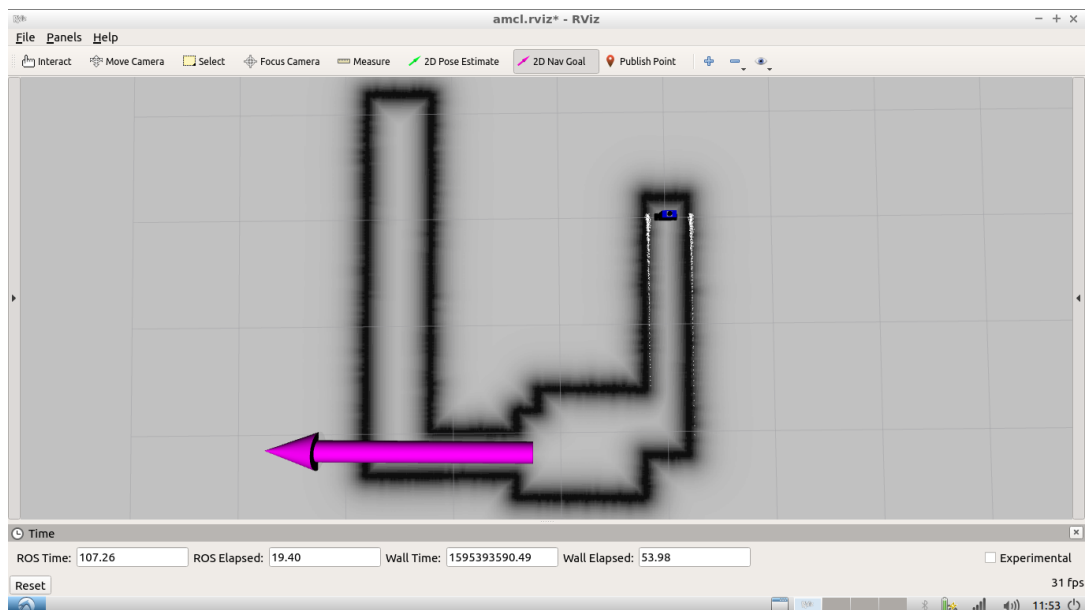 amcl.rviz* - RViz
File Panels Help
Interact Move Camera Select Focus Camera Measure 2D Pose Estimate 2D Nav Goal Publish Point
Time
ROS Time: 107.26 ROS Elapsed: 19.40 Wall Time: 1595393590.49 Wall Elapsed: 53.98 Experimental
Reset 31 fps
11:53